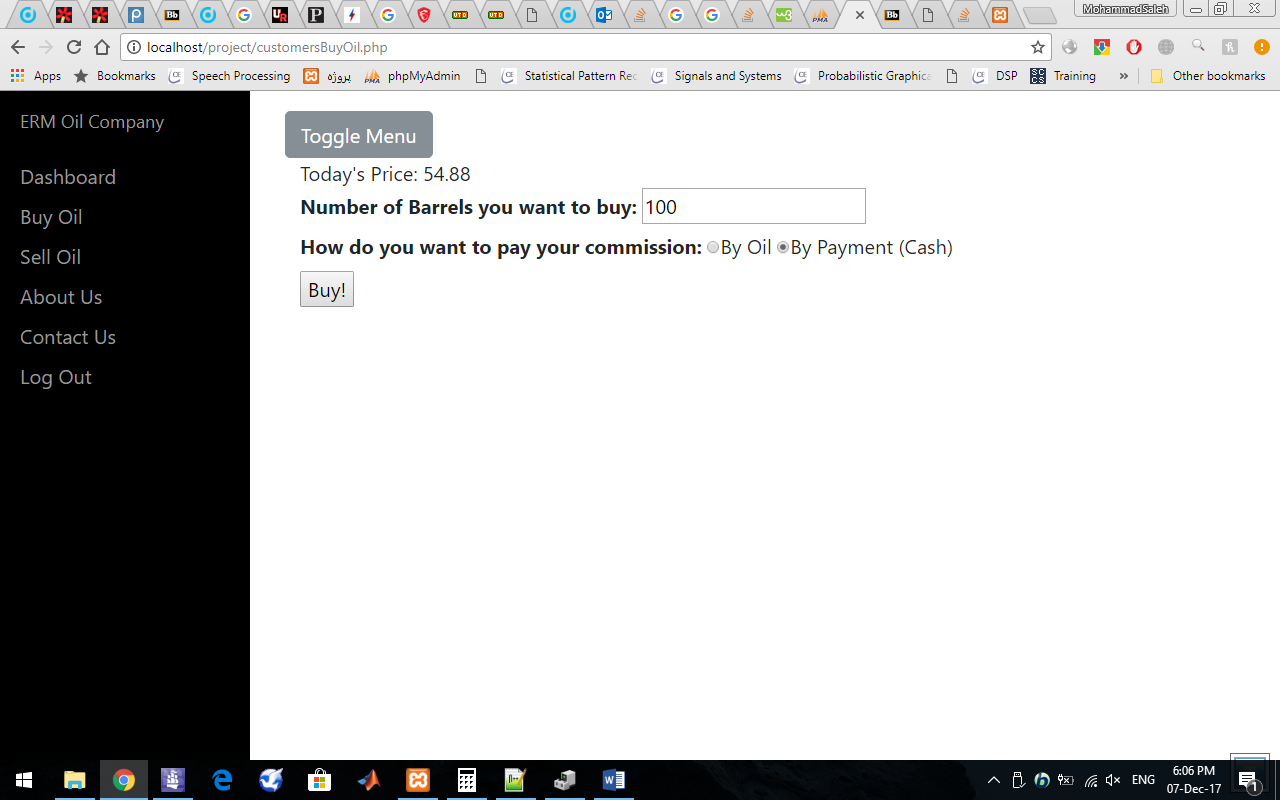 MohammadSaleh
localhost/project/customersBuyOil.php
Apps Bookmarks Speech Processing پروژه phpMyAdmin Statistical Pattern Rec Signals and Systems Probabilistic Graphica DSP Training » Other bookmarks
ERM Oil Company
Dashboard
Buy Oil
Sell Oil
About Us
Contact Us
Log Out
Toggle Menu
Today's Price: 54.88
Number of Barrels you want to buy: 100
How do you want to pay your commission: By Oil By Payment (Cash)
Buy!
ENG
6:06 PM
07-Dec-17
1